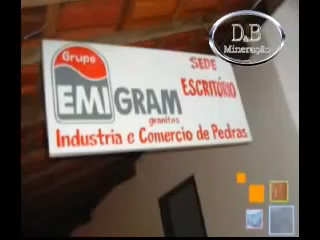 D&B
Mineração
Grupo
SEDE
EMIGRAM
ESCRITÓRIO
granitos
Industria e Comercio de Pedras